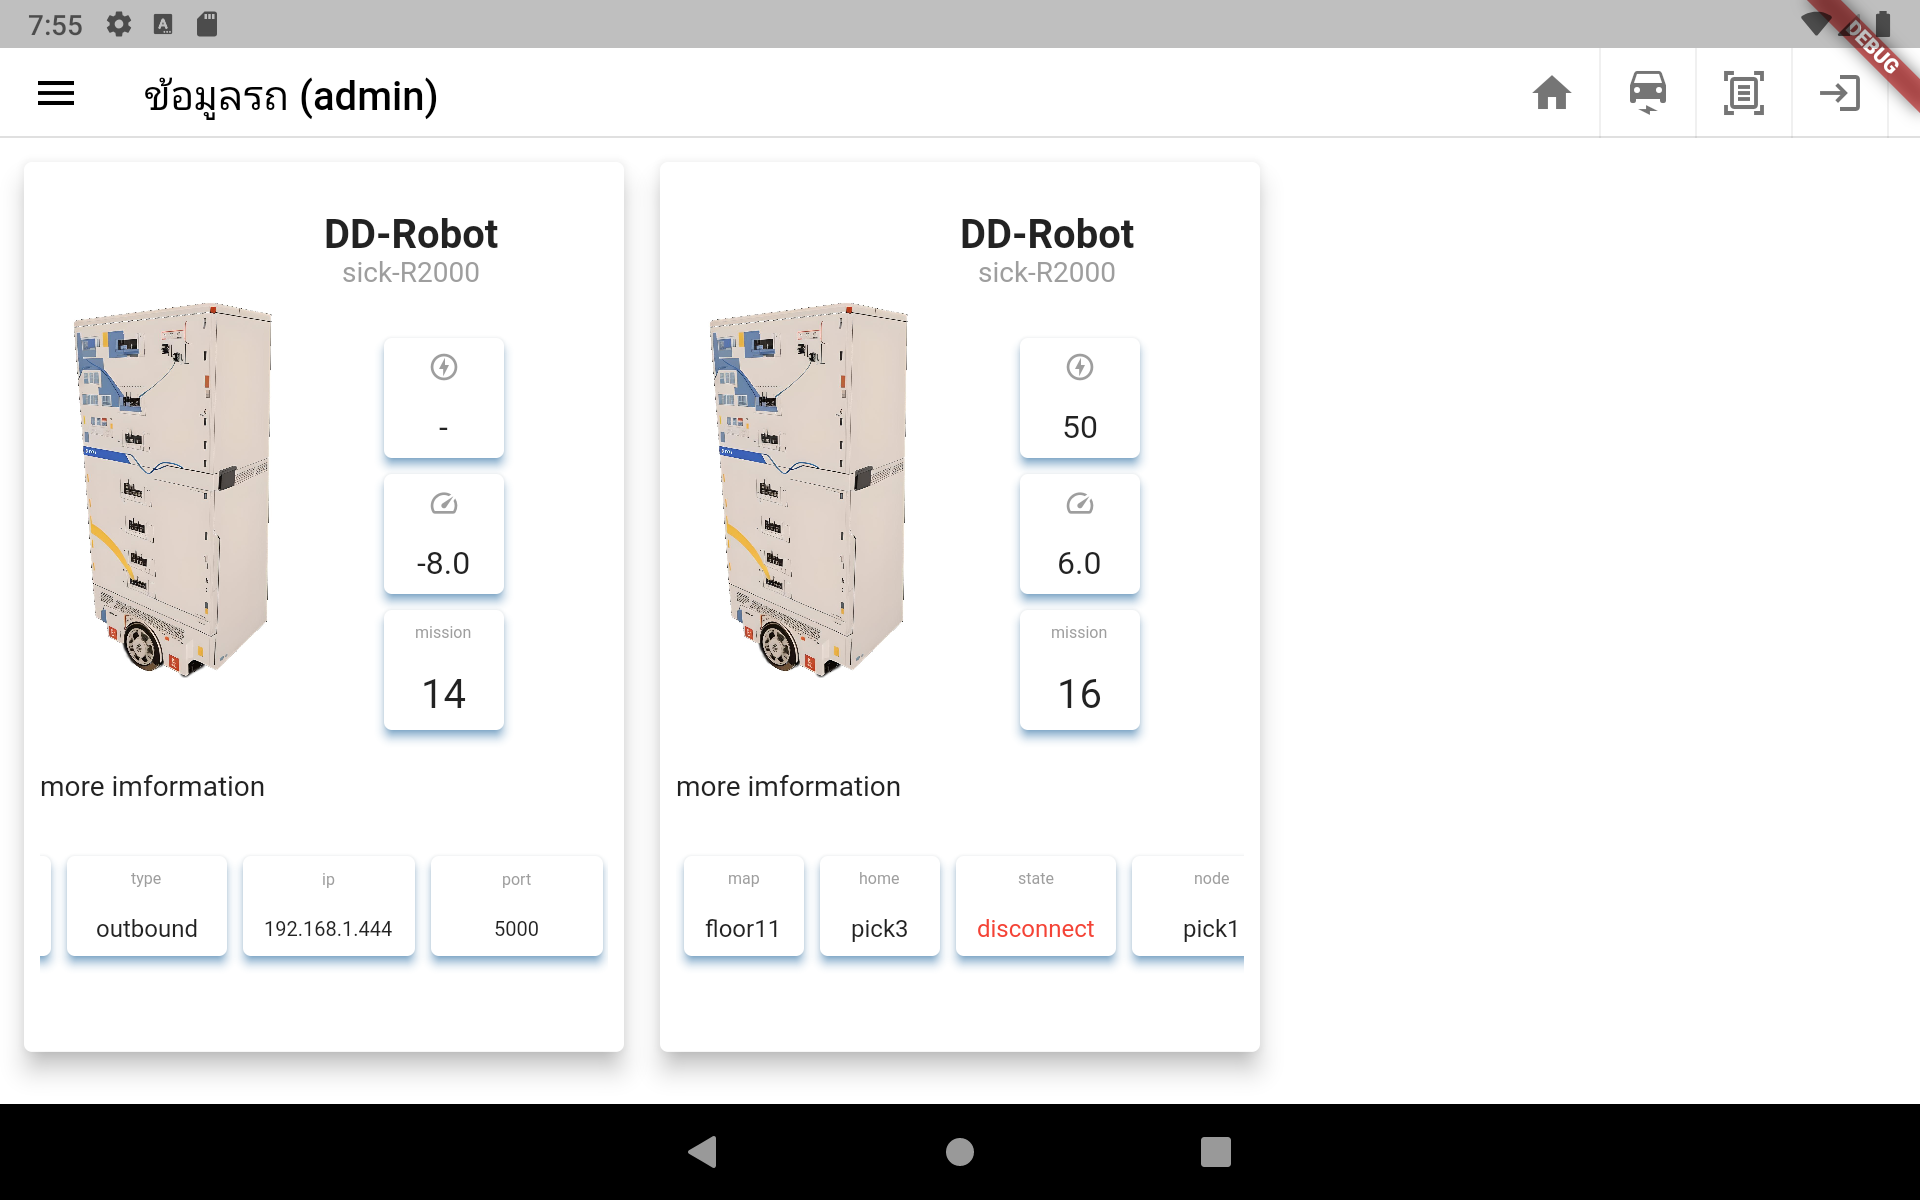 7:55
DEBUG
ข้อมูลรถ (admin)
DD-Robot
sick-R2000
-
-8.0
mission
14
more imformation
type
outbound
ip
192.168.1.444
port
5000
DD-Robot
sick-R2000
50
6.0
mission
16
more imformation
map
floor11
home
pick3
state
disconnect
node
pick1